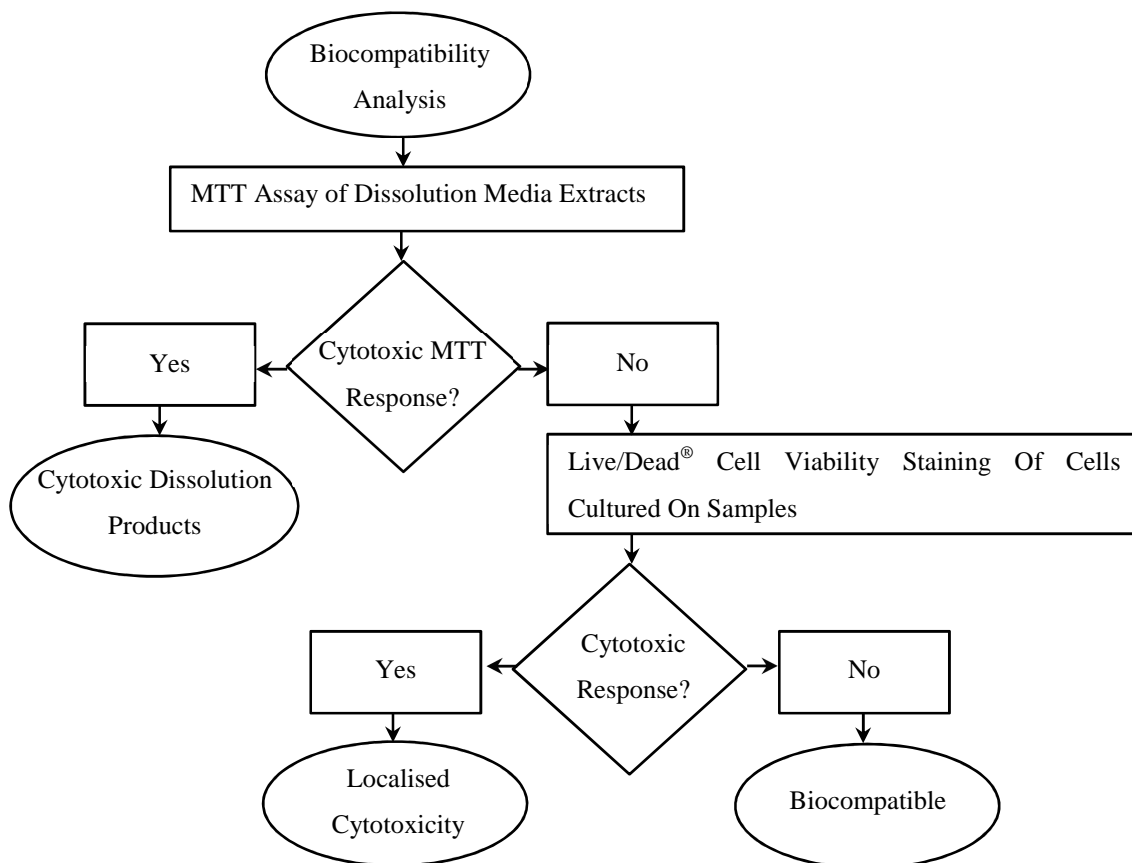 Biocompatibility
Analysis
MTT Assay of Dissolution Media Extracts
Cytotoxic MTT
Response?
Yes
No
Cytotoxic Dissolution
Products
Live/Dead® Cell Viability Staining Of Cells
Cultured On Samples
Cytotoxic
Response?
Yes
No
Localised
Cytotoxicity
Biocompatible